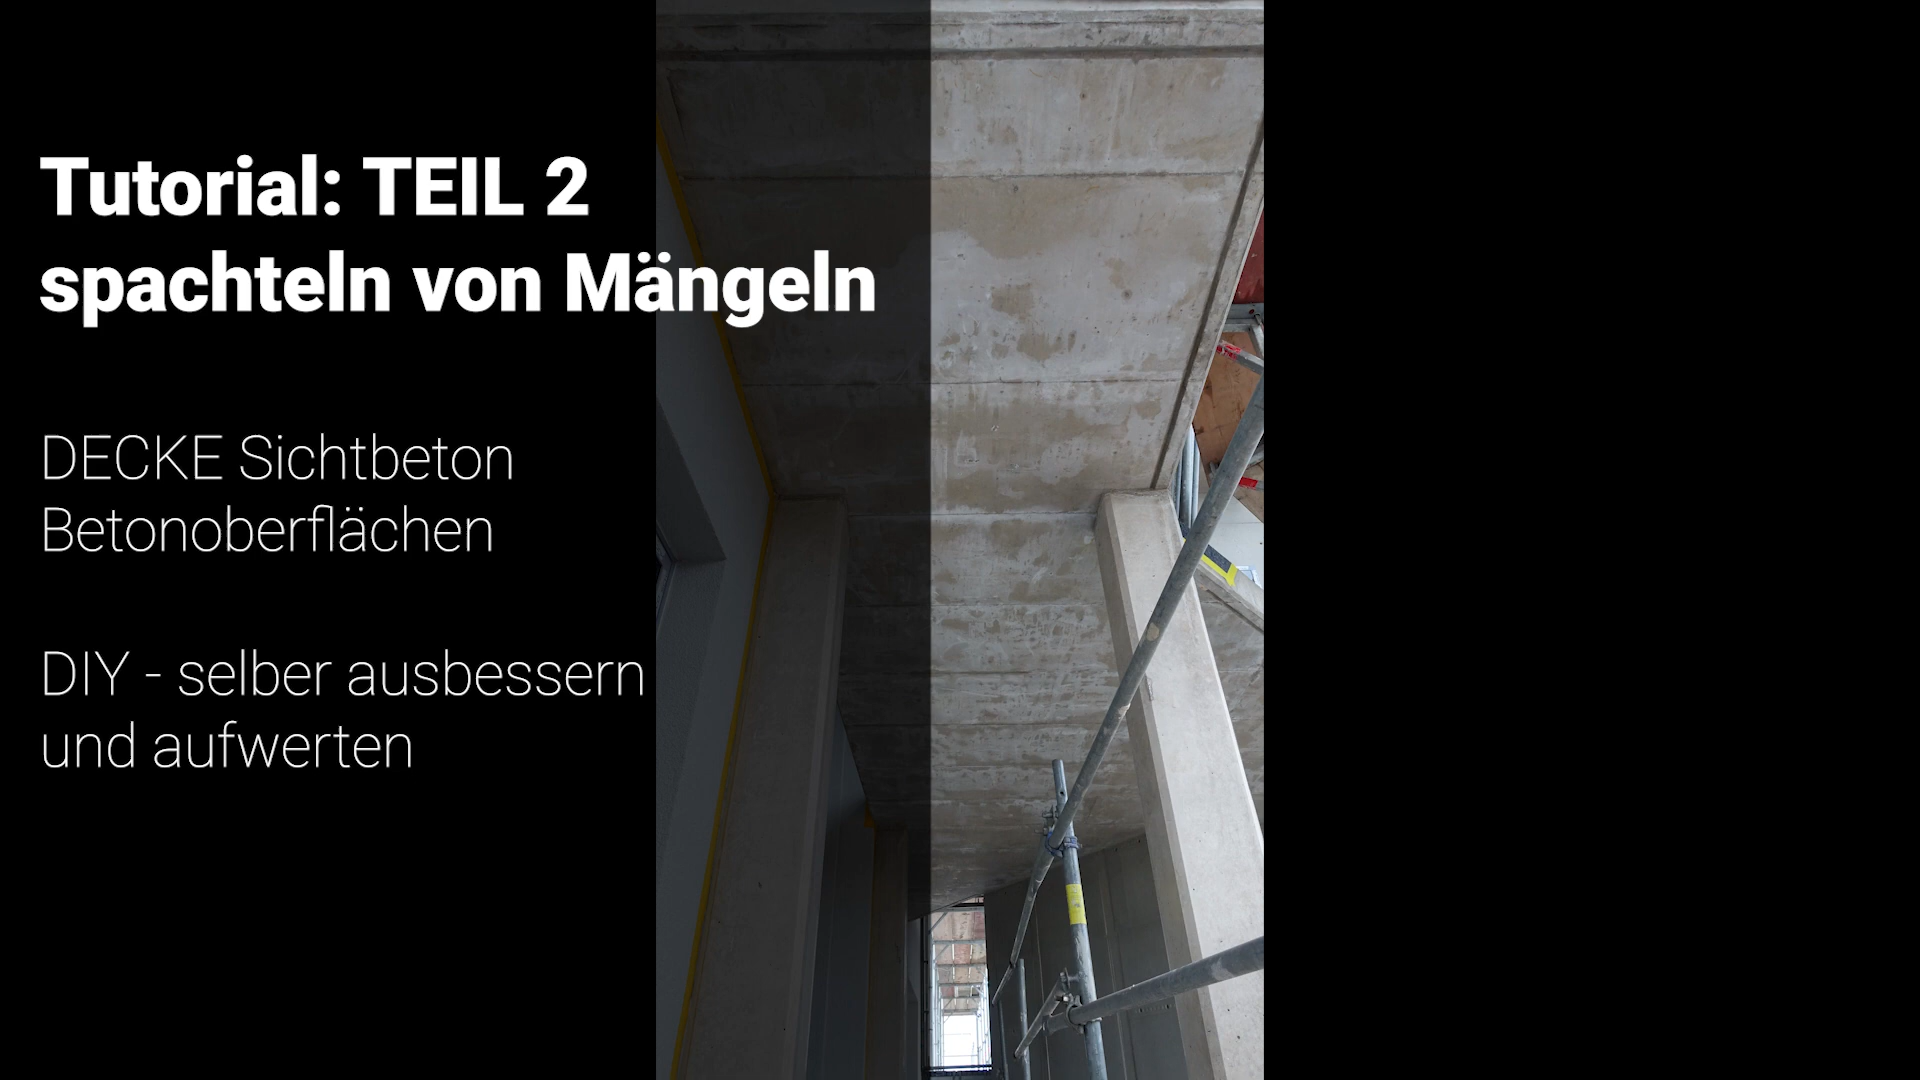 Tutorial: TEIL 2
spachteln von Mängeln
DECKE Sichtbeton
Betonoberflächen
DIY - selber ausbessern
und aufwerten